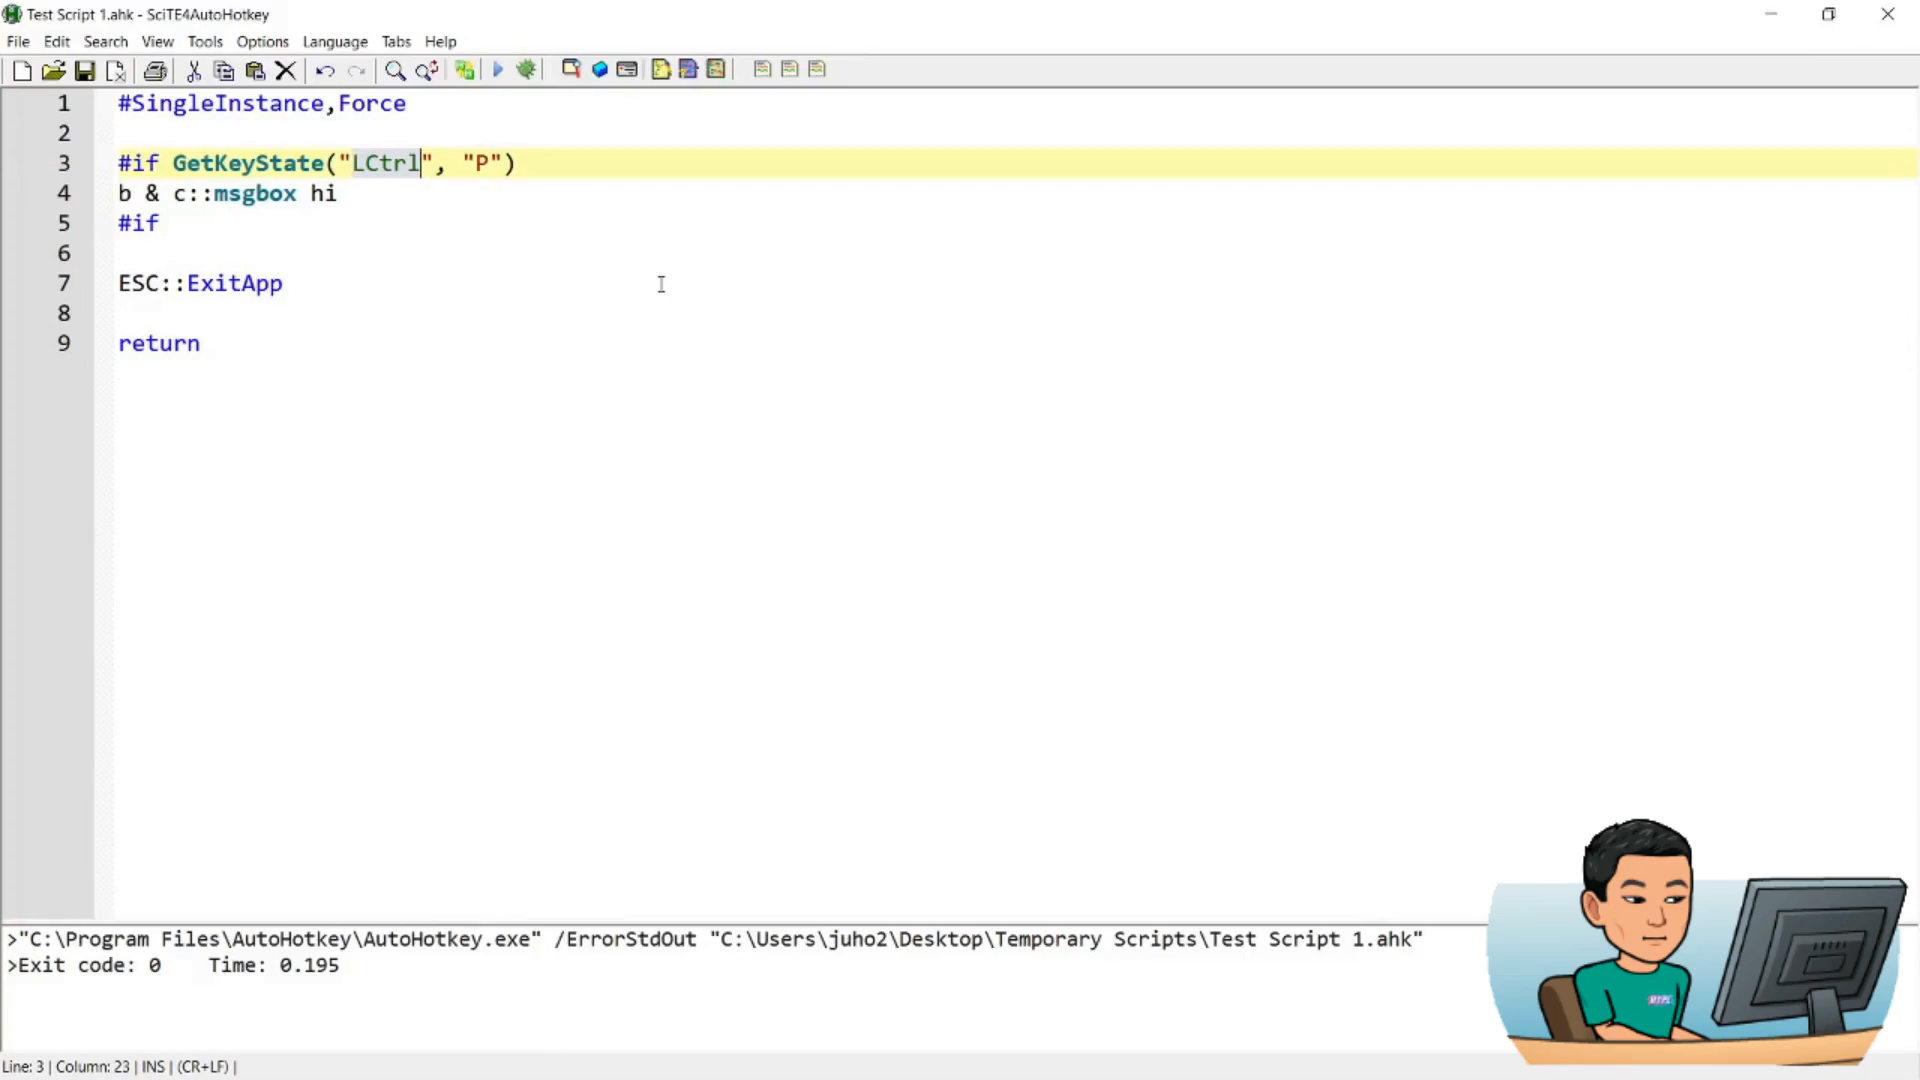 Test Script 1.ahk - SciTE4AutoHotkey
File Edit Search View Tools Options Language Tabs Help
1 #SingleInstance,Force
2
3 #if GetKeyState("LCtrl", "P")
4 b & c::msgbox hi
5 #if
6
7 ESC::ExitApp
8
9 return
>"C:\Program Files\AutoHotkey\AutoHotkey.exe" /ErrorStdOut "C:\Users\juho2\Desktop\Temporary Scripts\Test Script 1.ahk"
>Exit code: 0 Time: 0.195
Line: 3 | Column: 23 | INS | (CR+LF) |